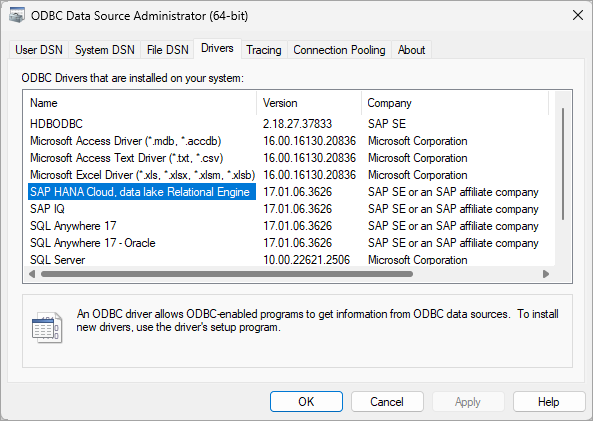 ODBC Data Source Administrator (64-bit)
User DSN System DSN File DSN Drivers Tracing Connection Pooling About
ODBC Drivers that are installed on your system:
Name Version Company
HDBODBC 2.18.27.37833 SAP SE
Microsoft Access Driver (*.mdb, *.accdb) 16.00.16130.20836 Microsoft Corporation
Microsoft Access Text Driver (*.txt, *.csv) 16.00.16130.20836 Microsoft Corporation
Microsoft Excel Driver (*.xls, *.xlsx, *.xlsm, *.xlsb) 16.00.16130.20836 Microsoft Corporation
SAP HANA Cloud, data lake Relational Engine 17.01.06.3626 SAP SE or an SAP affiliate company
SAP IQ 17.01.06.3626 SAP SE or an SAP affiliate company
SQL Anywhere 17 17.01.06.3626 SAP SE or an SAP affiliate company
SQL Anywhere 17 - Oracle 17.01.06.3626 SAP SE or an SAP affiliate company
SQL Server 10.00.22621.2506 Microsoft Corporation
An ODBC driver allows ODBC-enabled programs to get information from ODBC data sources. To install
new drivers, use the driver's setup program.
OK Cancel Apply Help